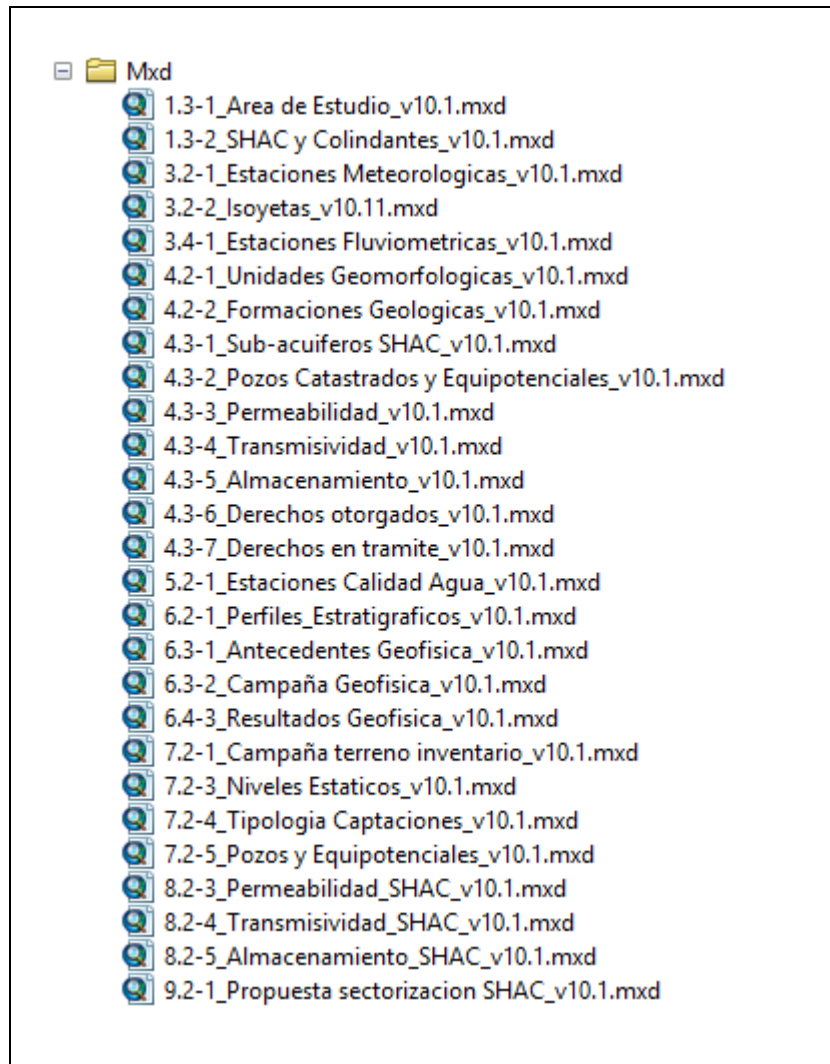 Mxd
1.3-1_Area de Estudio_v10.1.mxd
1.3-2_SHAC y Colindantes_v10.1.mxd
3.2-1_Estaciones Meteorologicas_v10.1.mxd
3.2-2_Isoyetas_v10.11.mxd
3.4-1_Estaciones Fluviometricas_v10.1.mxd
4.2-1_Unidades Geomorfologicas_v10.1.mxd
4.2-2_Formaciones Geologicas_v10.1.mxd
4.3-1_Sub-acuiferos SHAC_v10.1.mxd
4.3-2_Pozos Catastrados y Equipotenciales_v10.1.mxd
4.3-3_Permeabilidad_v10.1.mxd
4.3-4_Transmisividad_v10.1.mxd
4.3-5_Almacenamiento_v10.1.mxd
4.3-6_Derechos otorgados_v10.1.mxd
4.3-7_Derechos en tramite_v10.1.mxd
5.2-1_Estaciones Calidad Agua_v10.1.mxd
6.2-1_Perfiles_Estratigraficos_v10.1.mxd
6.3-1_Antecedentes Geofisica_v10.1.mxd
6.3-2_Campaña Geofisica_v10.1.mxd
6.4-3_Resultados Geofisica_v10.1.mxd
7.2-1_Campaña terreno inventario_v10.1.mxd
7.2-3_Niveles Estaticos_v10.1.mxd
7.2-4_Tipologia Captaciones_v10.1.mxd
7.2-5_Pozos y Equipotenciales_v10.1.mxd
8.2-3_Permeabilidad_SHAC_v10.1.mxd
8.2-4_Transmisividad_SHAC_v10.1.mxd
8.2-5_Almacenamiento_SHAC_v10.1.mxd
9.2-1_Propuesta sectorizacion SHAC_v10.1.mxd